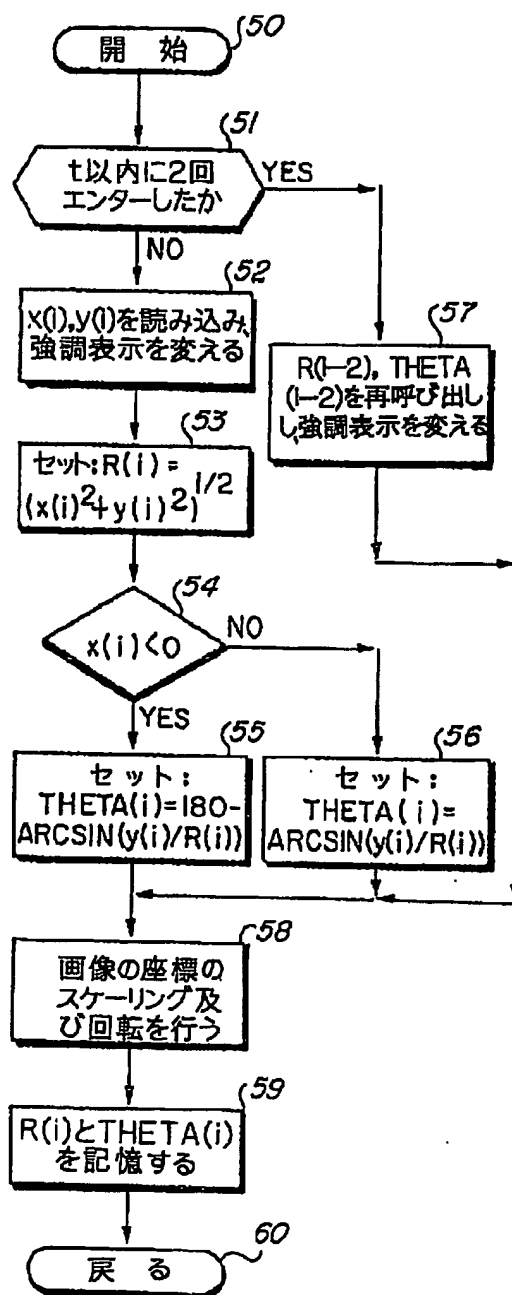 50
開 始
51
t以内に2回
エンターしたか
YES
NO
52
x(i),y(i)を読み込み、
強調表示を変える
57
R(i-2), THETA
(i-2)を再呼び出し
し、強調表示を変える
53
セット:R(i)=
(x(i)²+y(i)²)^1/2
54
x(i)<0
NO
YES
55
セット:
THETA(i)=180-
ARCSIN(y(i)/R(i))
56
セット:
THETA(i)=
ARCSIN(y(i)/R(i))
58
画像の座標の
スケーリング及
び回転を行う
59
R(i)とTHETA(i)
を記憶する
60
戻 る